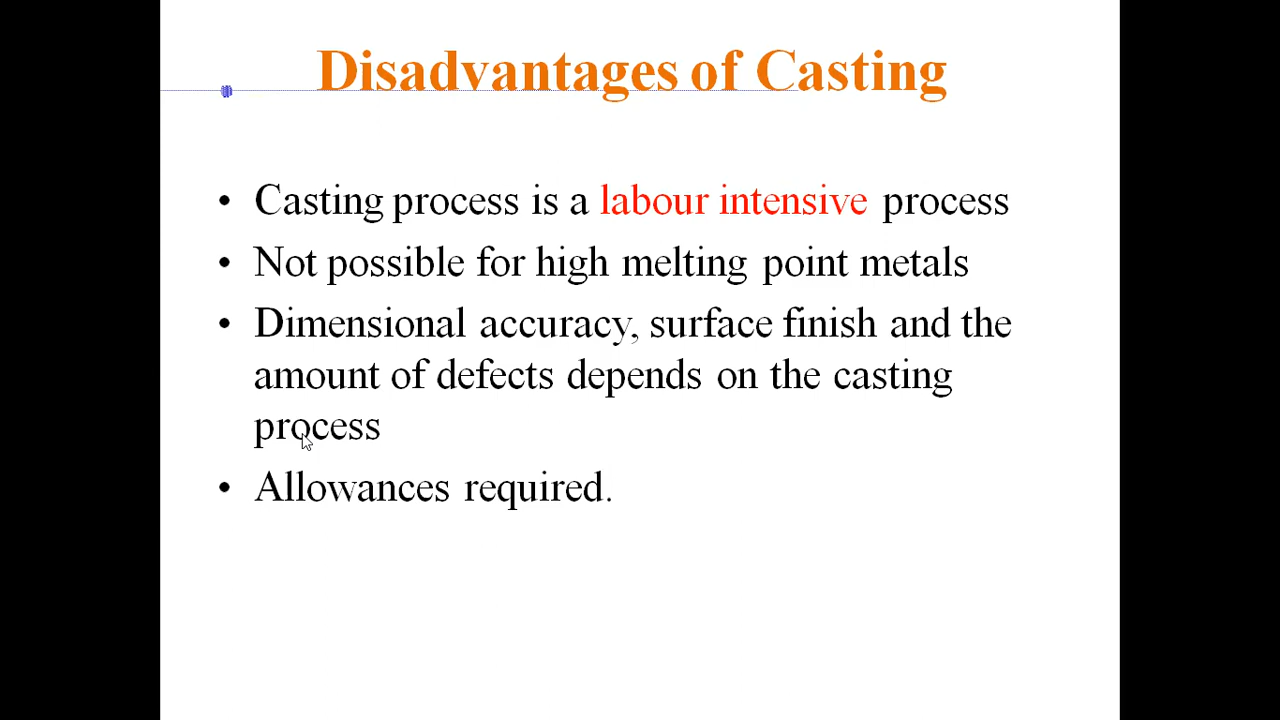 Disadvantages of Casting
• Casting process is a labour intensive process
• Not possible for high melting point metals
• Dimensional accuracy, surface finish and the
amount of defects depends on the casting
process
• Allowances required.